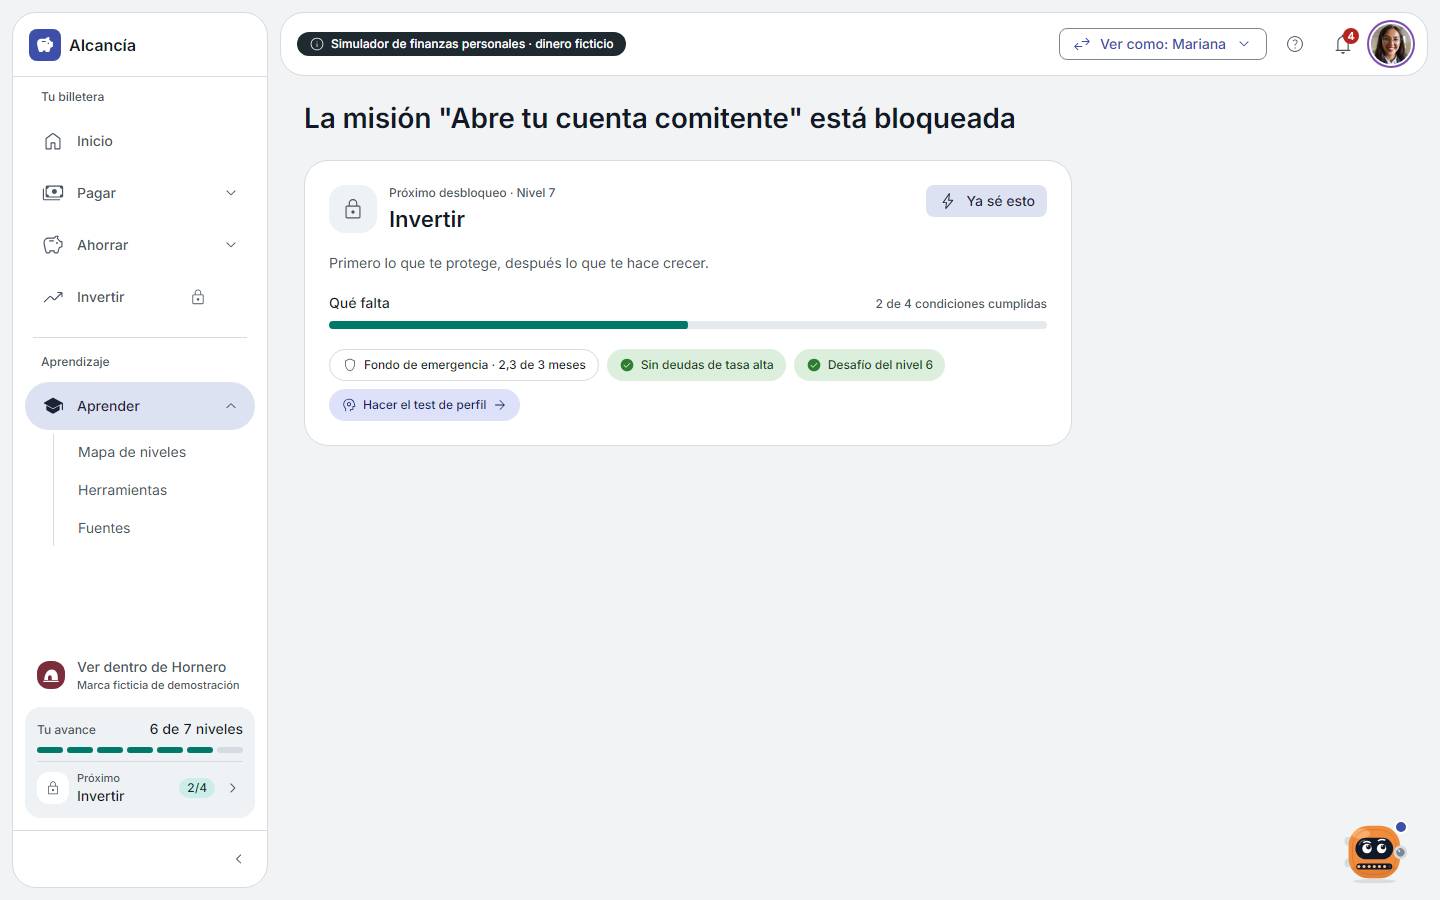 Alcancía
Simulador de finanzas personales · dinero ficticio
Ver como: Mariana
4
Tu billetera
Inicio
Pagar
Ahorrar
Invertir
Aprendizaje
Aprender
Mapa de niveles
Herramientas
Fuentes
Ver dentro de Hornero
Marca ficticia de demostración
Tu avance
6 de 7 niveles
Próximo
Invertir
2/4
La misión "Abre tu cuenta comitente" está bloqueada
Próximo desbloqueo · Nivel 7
Invertir
Ya sé esto
Primero lo que te protege, después lo que te hace crecer.
Qué falta
2 de 4 condiciones cumplidas
Fondo de emergencia · 2,3 de 3 meses
Sin deudas de tasa alta
Desafío del nivel 6
Hacer el test de perfil